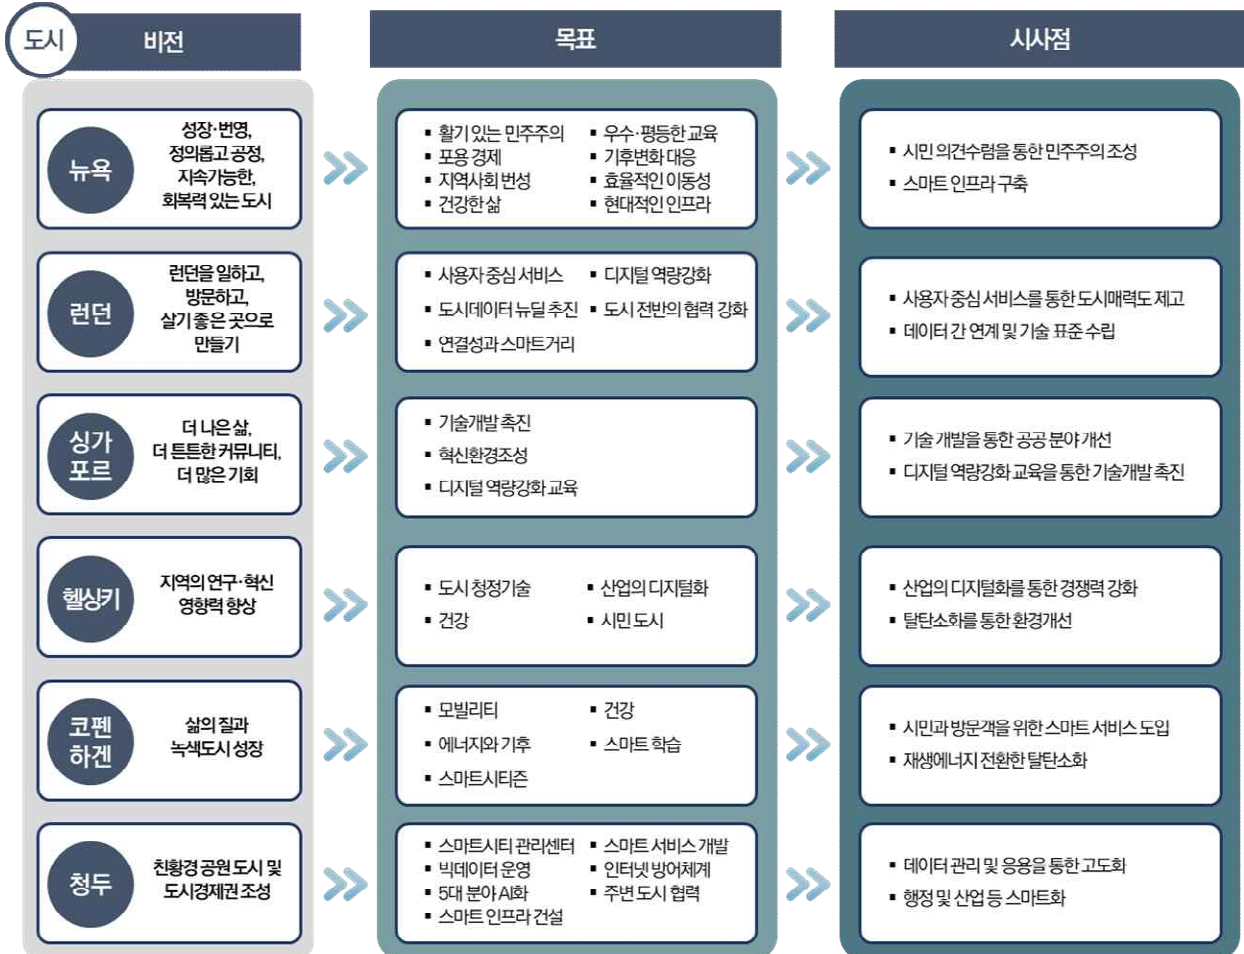 도시
비전
목표
시사점
뉴욕
성장·번영,
정의롭고 공정,
지속가능한,
회복력 있는 도시
▪ 활기 있는 민주주의
▪ 포용 경제
▪ 지역사회 번성
▪ 건강한 삶
▪ 우수·평등한 교육
▪ 기후변화 대응
▪ 효율적인 이동성
▪ 현대적인 인프라
▪ 시민 의견수렴을 통한 민주주의 조성
▪ 스마트 인프라 구축
런던
런던을 일하고,
방문하고,
살기 좋은 곳으로
만들기
▪ 사용자 중심 서비스
▪ 도시데이터 뉴딜 추진
▪ 연결성과 스마트거리
▪ 디지털 역량강화
▪ 도시 전반의 협력 강화
▪ 사용자 중심 서비스를 통한 도시매력도 제고
▪ 데이터 간 연계 및 기술 표준 수립
싱가
포르
더 나은 삶,
더 튼튼한 커뮤니티,
더 많은 기회
▪ 기술개발 촉진
▪ 혁신환경조성
▪ 디지털 역량강화 교육
▪ 기술 개발을 통한 공공 분야 개선
▪ 디지털 역량강화 교육을 통한 기술개발 촉진
헬싱키
지역의 연구·혁신
영향력 향상
▪ 도시 청정기술
▪ 건강
▪ 산업의 디지털화
▪ 시민 도시
▪ 산업의 디지털화를 통한 경쟁력 강화
▪ 탈탄소화를 통한 환경개선
코펜
하겐
삶의 질과
녹색도시 성장
▪ 모빌리티
▪ 에너지와 기후
▪ 스마트시티즌
▪ 건강
▪ 스마트 학습
▪ 시민과 방문객을 위한 스마트 서비스 도입
▪ 재생에너지 전환한 탈탄소화
청두
친황경 공원 도시 및
도시경제권 조성
▪ 스마트시티 관리센터
▪ 빅데이터 운영
▪ 5대 분야 AI화
▪ 스마트 인프라 건설
▪ 스마트 서비스 개발
▪ 인터넷 방어체계
▪ 주변 도시 협력
▪ 데이터 관리 및 응용을 통한 고도화
▪ 행정 및 산업 등 스마트화